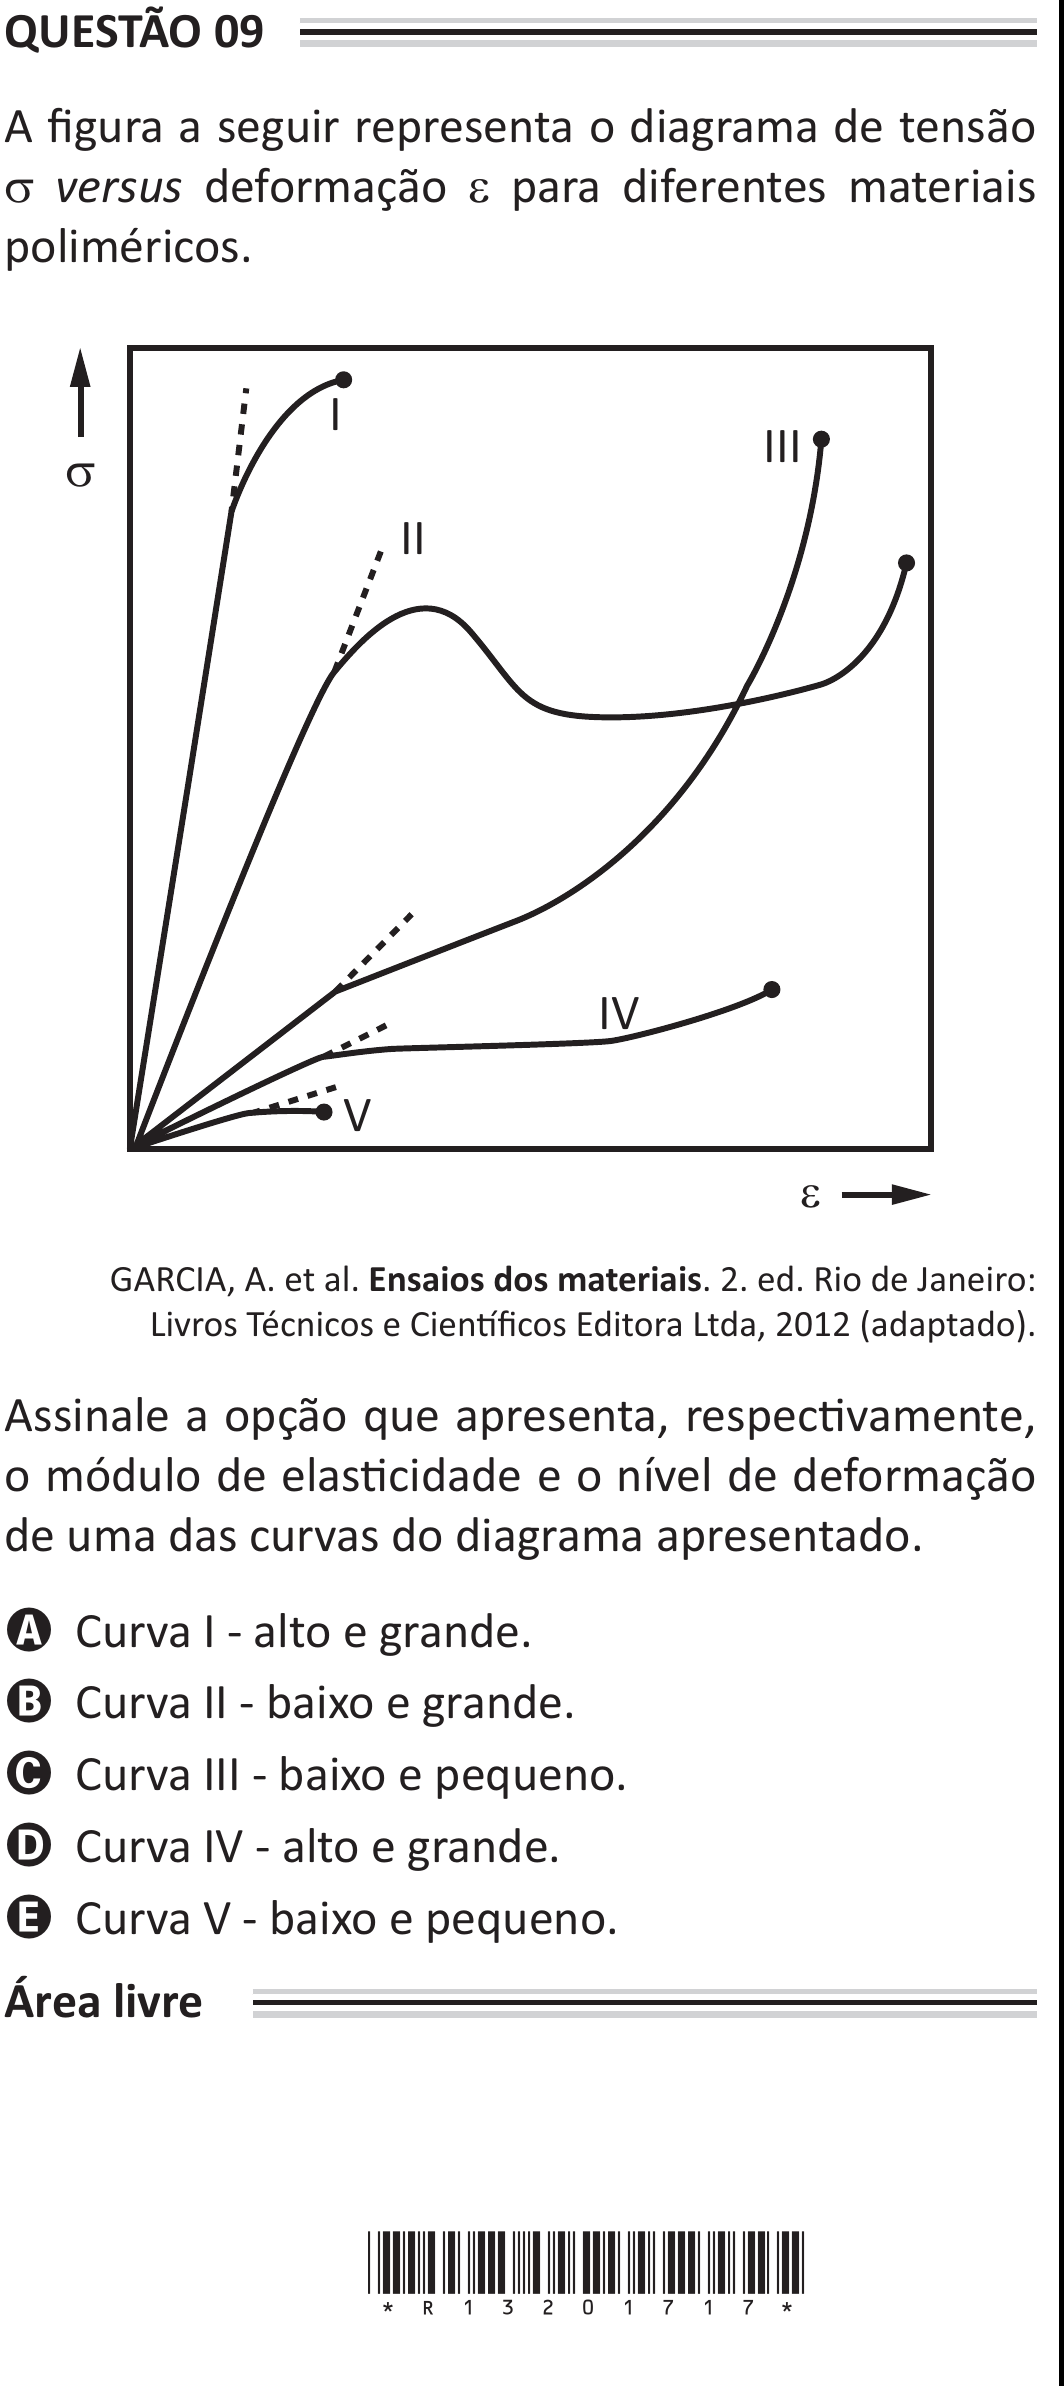 QUESTÃO 09
A figura a seguir representa o diagrama de tensão
σ versus deformação ε para diferentes materiais
poliméricos.
I
III
σ
II
IV
V
ε
GARCIA, A. et al. Ensaios dos materiais. 2. ed. Rio de Janeiro:
Livros Técnicos e Científicos Editora Ltda, 2012 (adaptado).
Assinale a opção que apresenta, respectivamente,
o módulo de elasticidade e o nível de deformação
de uma das curvas do diagrama apresentado.
A Curva I - alto e grande.
B Curva II - baixo e grande.
C Curva III - baixo e pequeno.
D Curva IV - alto e grande.
E Curva V - baixo e pequeno.
Área livre
* R 1 3 2 0 1 7 1 7 *